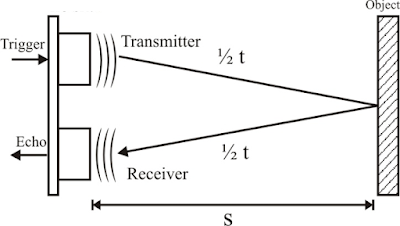 Object
Trigger
Transmitter
½ t
Echo
½ t
Receiver
S